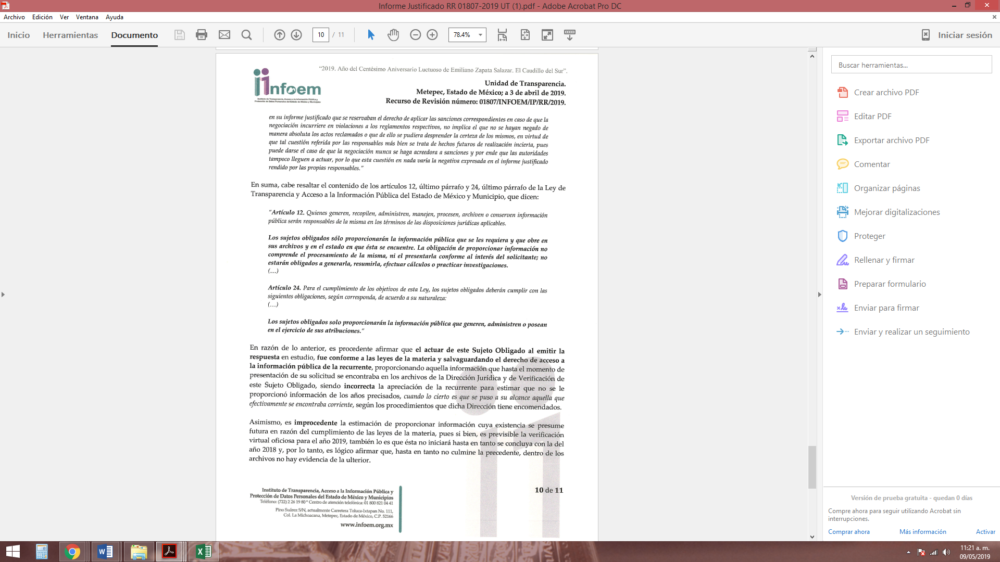 Informe Justificado RR 01807-2019 UT (1).pdf - Adobe Acrobat Pro DC
Archivo Edición Ver Ventana Ayuda
Inicio Herramientas Documento 10 / 11 78.4% Iniciar sesión
"2019. Año del Centésimo Aniversario Luctuoso de Emiliano Zapata Salazar. El Caudillo del Sur".
infoem
Instituto de Transparencia, Acceso a la Información Pública y
Protección de Datos Personales del Estado de México y Municipios
Unidad de Transparencia.
Metepec, Estado de México; a 3 de abril de 2019.
Recurso de Revisión número: 01807/INFOEM/IP/RR/2019.
en su informe justificado que se reservaban el derecho de aplicar las sanciones correspondientes en caso de que la
negociación incurriere en violaciones a los reglamentos respectivos, no implica el que no se hayan negado de
manera absoluta los actos reclamados o que de ello se pudiera desprender la certeza de los mismos, en virtud de
que tal cuestión referida por las responsables más bien se trata de hechos futuros de realización incierta, pues
puede darse el caso de que la negociación nunca se haga acreedora a sanciones y por ende que las autoridades
tampoco lleguen a actuar, por lo que esta cuestión en nada varía la negativa expresada en el informe justificado
rendido por las propias responsables."
En suma, cabe resaltar el contenido de los artículos 12, último párrafo y 24, último párrafo de la Ley de
Transparencia y Acceso a la Información Pública del Estado de México y Municipio, que dicen:
"Artículo 12. Quienes generen, recopilen, administren, manejen, procesen, archiven o conserven información
pública serán responsables de la misma en los términos de las disposiciones jurídicas aplicables.
Los sujetos obligados sólo proporcionarán la información pública que se les requiera y que obre en
sus archivos y en el estado en que ésta se encuentre. La obligación de proporcionar información no
comprende el procesamiento de la misma, ni el presentarla conforme al interés del solicitante; no
estarán obligados a generarla, resumirla, efectuar cálculos o practicar investigaciones.
(...)
Artículo 24. Para el cumplimiento de los objetivos de esta Ley, los sujetos obligados deberán cumplir con las
siguientes obligaciones, según corresponda, de acuerdo a su naturaleza:
(...)
Los sujetos obligados solo proporcionarán la información pública que generen, administren o posean
en el ejercicio de sus atribuciones."
En razón de lo anterior, es procedente afirmar que el actuar de este Sujeto Obligado al emitir la
respuesta en estudio, fue conforme a las leyes de la materia y salvaguardando el derecho de acceso a
la información pública de la recurrente, proporcionando aquella información que hasta el momento de
presentación de su solicitud se encontraba en los archivos de la Dirección Jurídica y de Verificación de
este Sujeto Obligado, siendo incorrecta la apreciación de la recurrente para estimar que no se le
proporcionó información de los años precisados, cuando lo cierto es que se puso a su alcance aquella que
efectivamente se encontraba corriente, según los procedimientos que dicha Dirección tiene encomendados.
Asimismo, es improcedente la estimación de proporcionar información cuya existencia se presume
futura en razón del cumplimiento de las leyes de la materia, pues si bien, es previsible la verificación
virtual oficiosa para el año 2019, también lo es que ésta no iniciará hasta en tanto se concluya con la del
año 2018 y, por lo tanto, es lógico afirmar que, hasta en tanto no culmine la precedente, dentro de los
archivos no hay evidencia de la ulterior.
Instituto de Transparencia, Acceso a la Información Pública y
Protección de Datos Personales del Estado de México y Municipios
Teléfono: (722) 2 26 19 80 * Centro de atención telefónica: 01 800 821 04 41
Pino Suárez S/N, actualmente Carretera Toluca-Ixtapan No. 111,
Col. La Michoacana, Metepec, Estado de México, C.P. 52166
www.infoem.org.mx
10 de 11
Buscar herramientas...
Crear archivo PDF
Editar PDF
Exportar archivo PDF
Comentar
Organizar páginas
Mejorar digitalizaciones
Proteger
Rellenar y firmar
Preparar formulario
Enviar para firmar
Enviar y realizar un seguimiento
Versión de prueba gratuita - quedan 0 días
Compre ahora para seguir utilizando Acrobat sin
interrupciones.
Comprar ahora Más información Activar
11:21 a. m.
09/05/2019